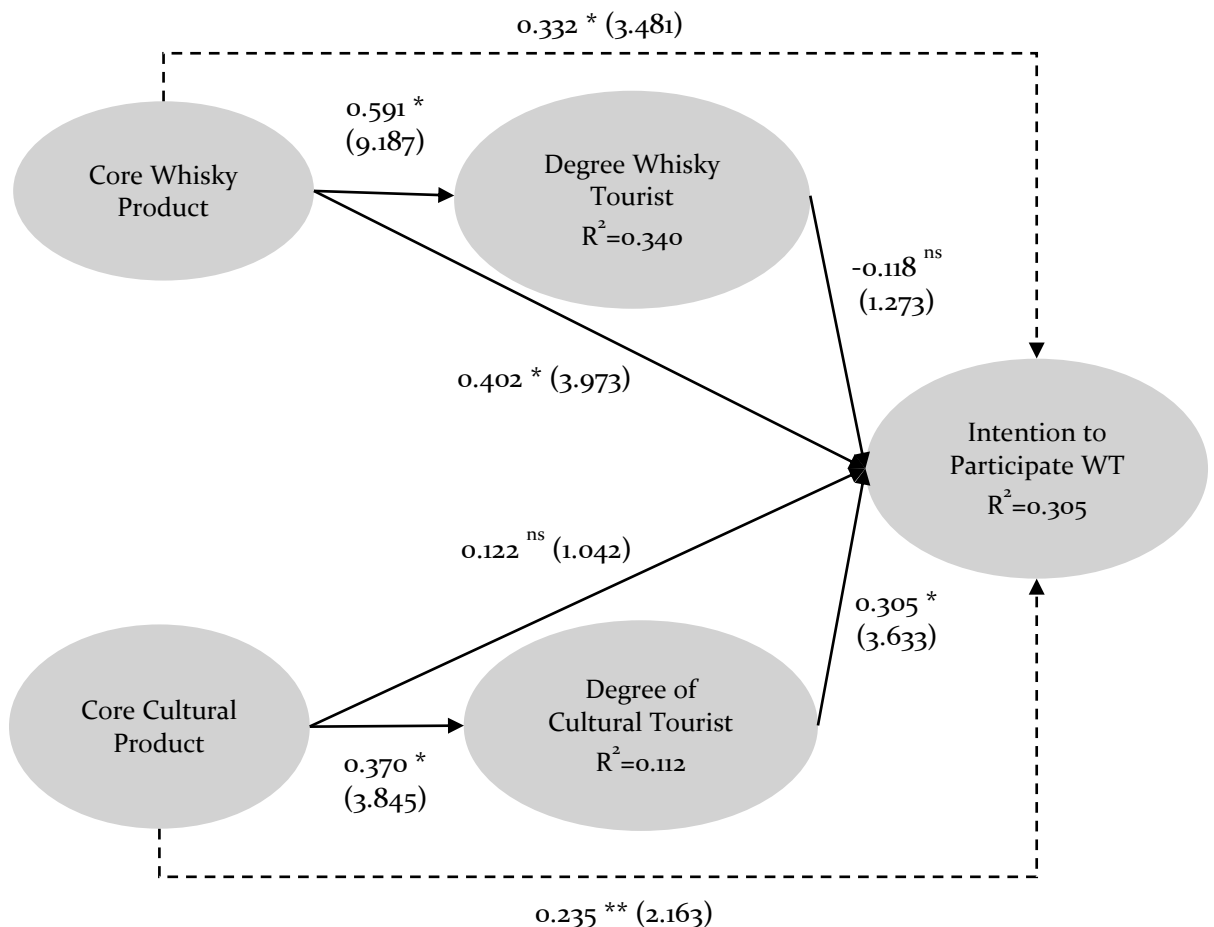 0.332 * (3.481)
0.591 *
(9.187)
Core Whisky
Product
Degree Whisky
Tourist
R²=0.340
-0.118 ns
(1.273)
0.402 * (3.973)
Intention to
Participate WT
R²=0.305
0.122 ns (1.042)
0.305 *
(3.633)
Core Cultural
Product
Degree of
Cultural Tourist
R²=0.112
0.370 *
(3.845)
0.235 ** (2.163)